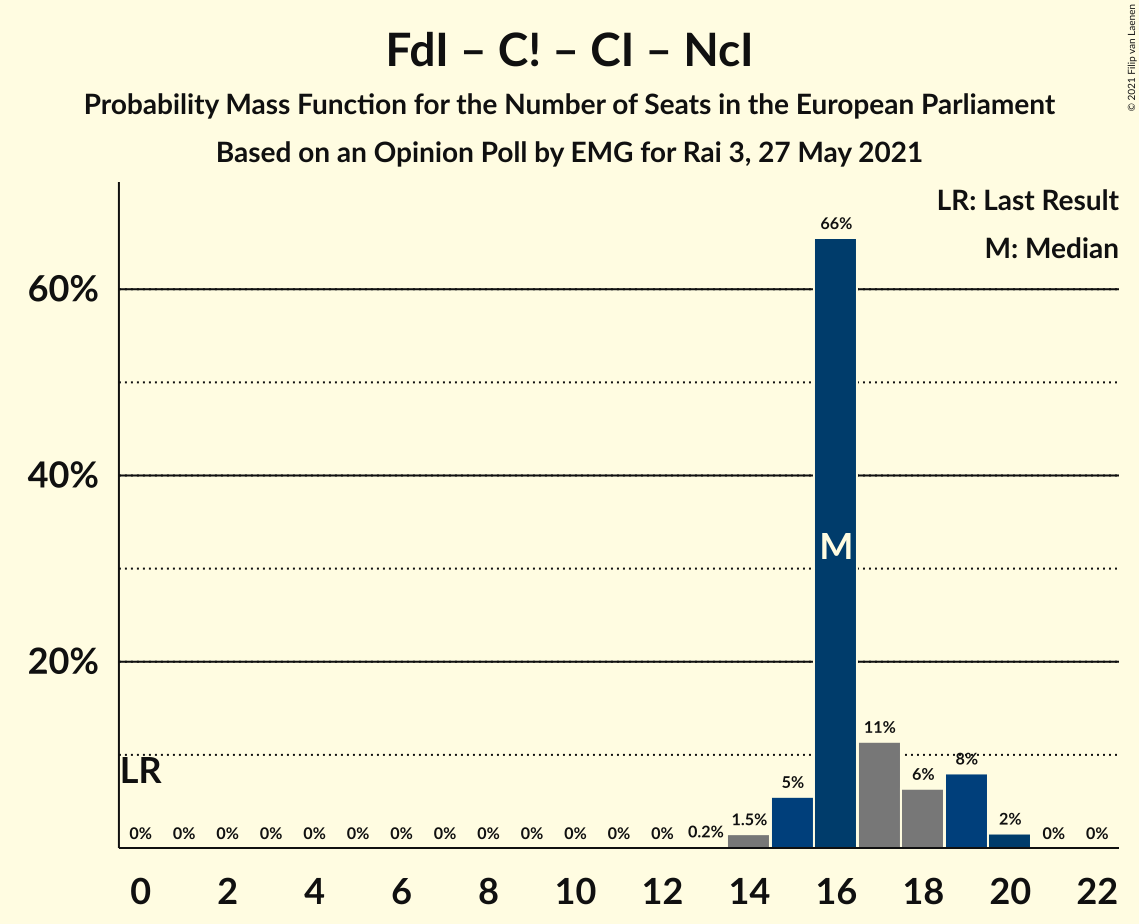 FdI – C! – CI – NcI
Probability Mass Function for the Number of Seats in the European Parliament
Based on an Opinion Poll by EMG for Rai 3, 27 May 2021
© 2021 Filip van Laenen
LR: Last Result
M: Median
66%
60%
40%
M
20%
11%
8%
LR
6%
5%
1.5%
2%
0% 0% 0% 0% 0% 0% 0% 0% 0% 0% 0% 0% 0% 0.2% 0% 0%
0 2 4 6 8 10 12 14 16 18 20 22